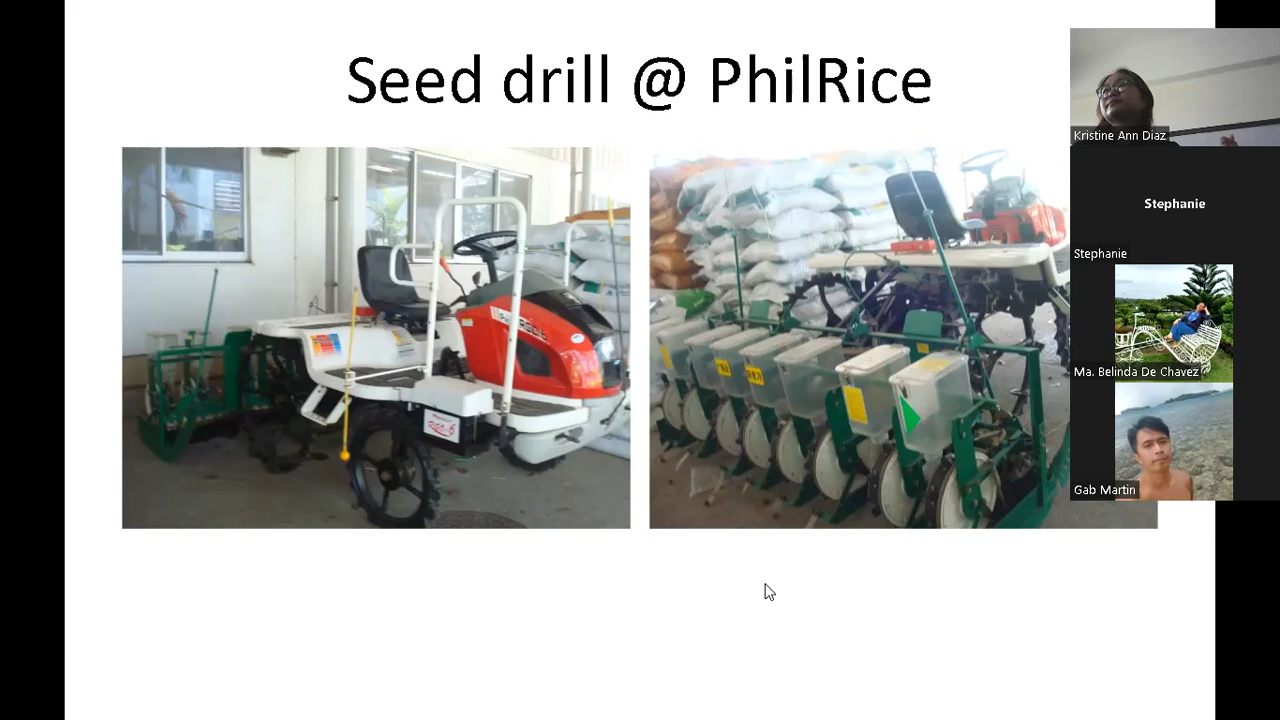 Seed drill @ PhilRice
Kristine Ann Diaz
Stephanie
Stephanie
Ma. Belinda De Chavez
Gab Martin